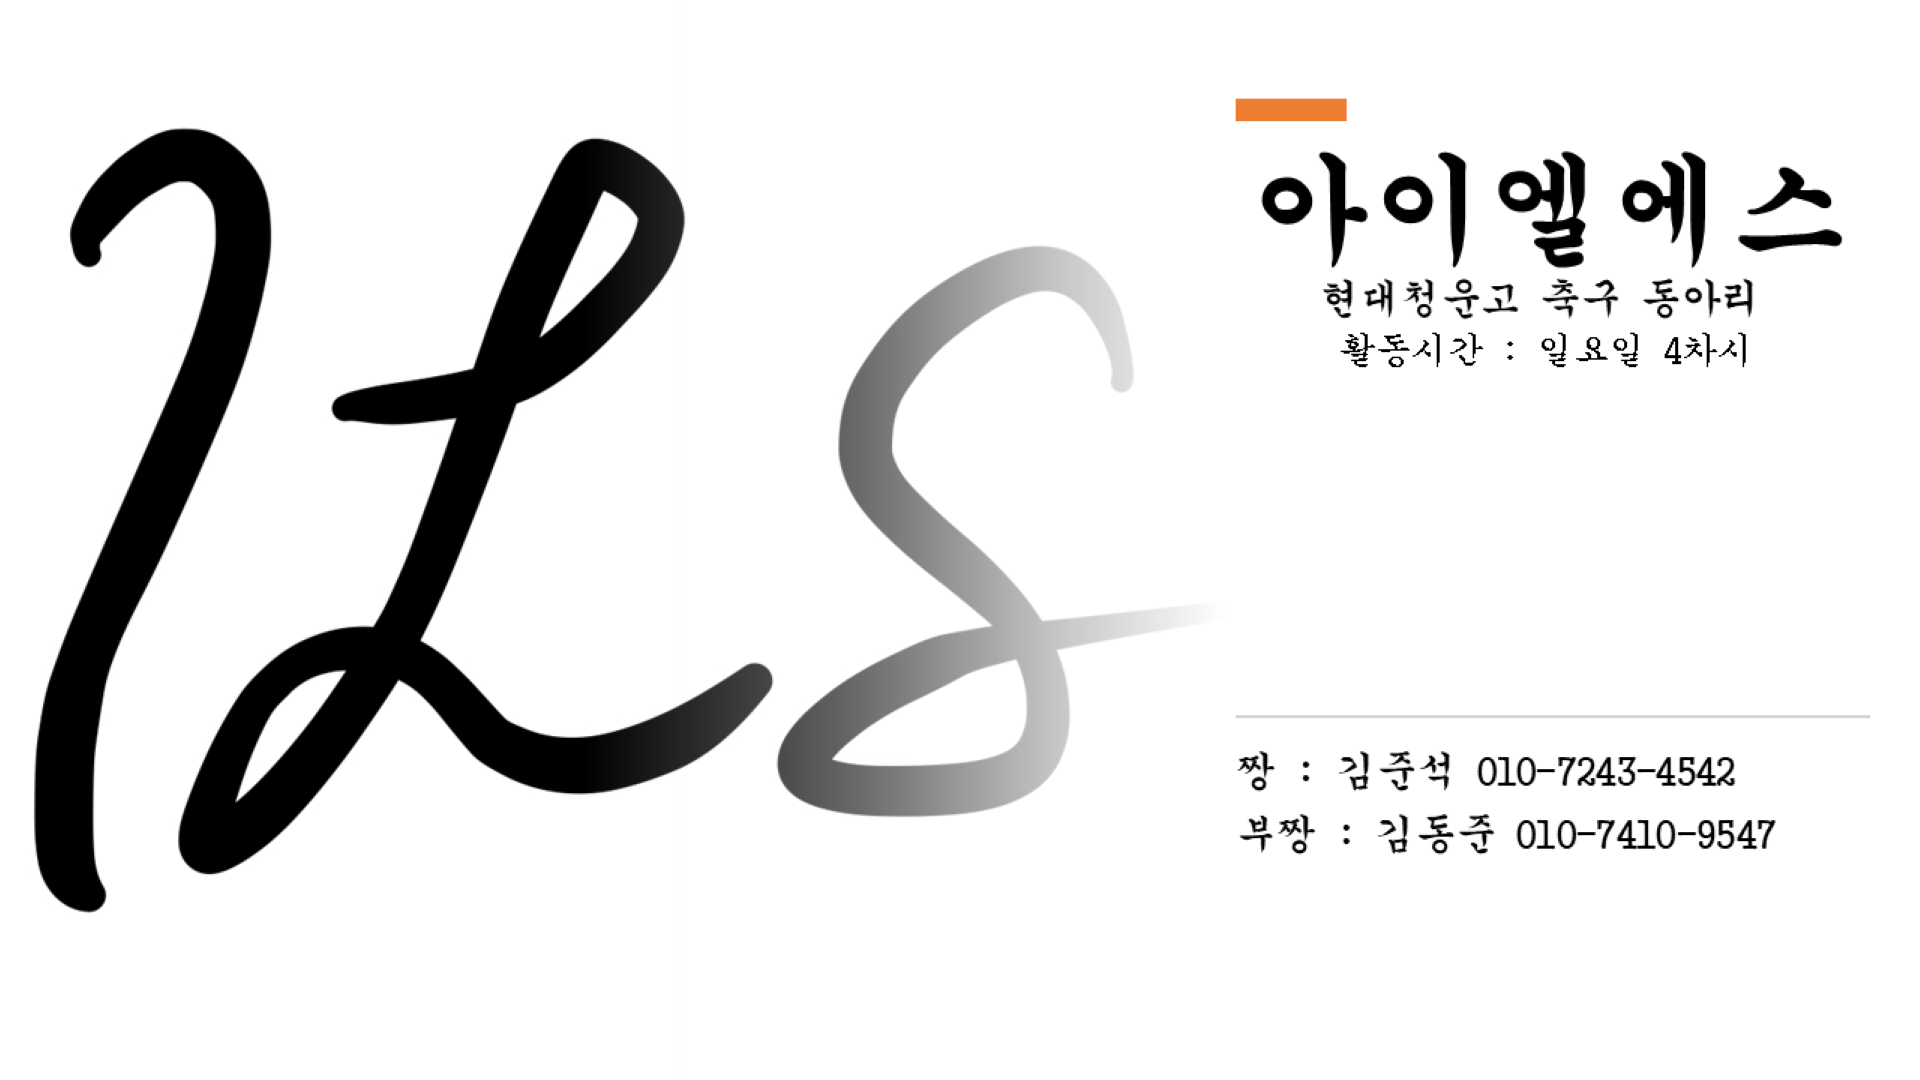 ILS
아이엘에스
현대청운고 축구 동아리
활동시간 : 일요일 4차시
짱 : 김준석 010-7243-4542
부짱 : 김동준 010-7410-9547